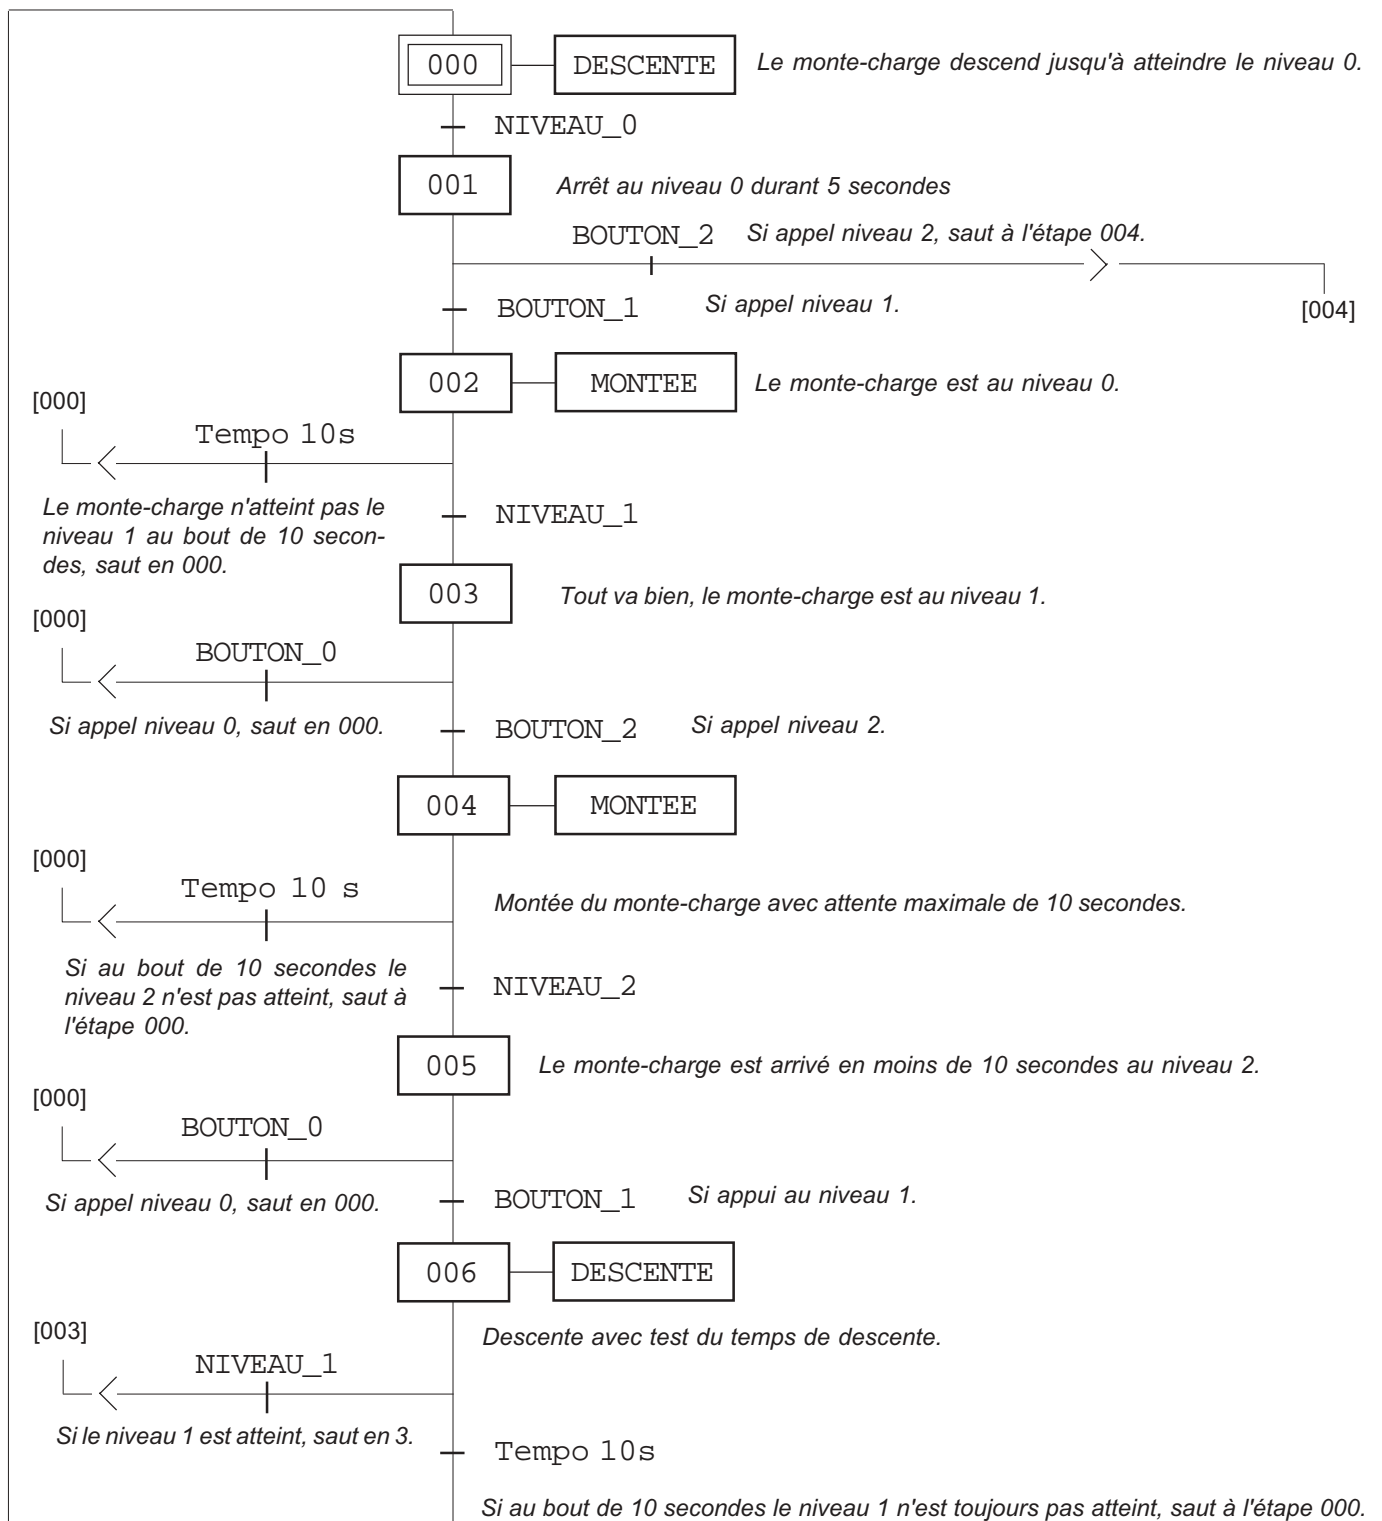 000
DESCENTE
Le monte-charge descend jusqu'à atteindre le niveau 0.
NIVEAU_0
001
Arrêt au niveau 0 durant 5 secondes
BOUTON_2
Si appel niveau 2, saut à l'étape 004.
BOUTON_1
Si appel niveau 1.
[004]
002
MONTEE
Le monte-charge est au niveau 0.
[000]
Tempo 10s
Le monte-charge n'atteint pas le
niveau 1 au bout de 10 secon-
des, saut en 000.
NIVEAU_1
003
Tout va bien, le monte-charge est au niveau 1.
[000]
BOUTON_0
Si appel niveau 0, saut en 000.
BOUTON_2
Si appel niveau 2.
004
MONTEE
[000]
Tempo 10 s
Montée du monte-charge avec attente maximale de 10 secondes.
Si au bout de 10 secondes le
niveau 2 n'est pas atteint, saut à
l'étape 000.
NIVEAU_2
005
Le monte-charge est arrivé en moins de 10 secondes au niveau 2.
[000]
BOUTON_0
Si appel niveau 0, saut en 000.
BOUTON_1
Si appui au niveau 1.
006
DESCENTE
Descente avec test du temps de descente.
[003]
NIVEAU_1
Si le niveau 1 est atteint, saut en 3.
Tempo 10s
Si au bout de 10 secondes le niveau 1 n'est toujours pas atteint, saut à l'étape 000.